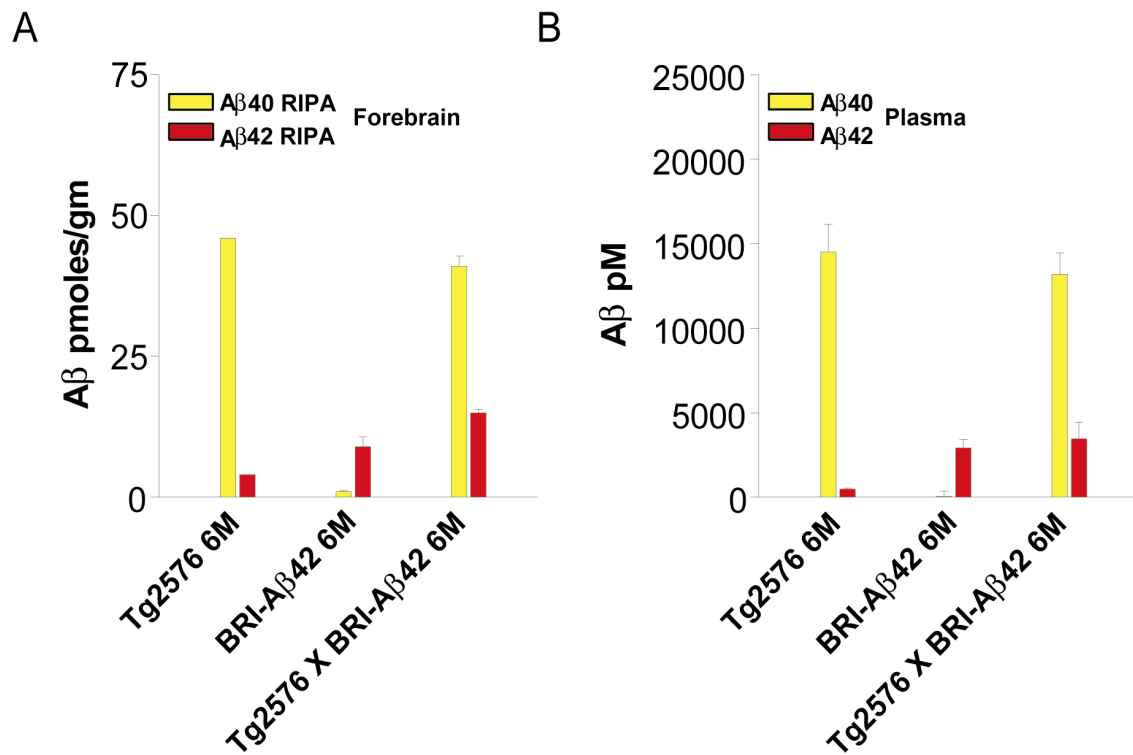 A
75
50
25
0
Aβ pmoles/gm
Aβ40 RIPA
Aβ42 RIPA
Forebrain
Tg2576 6M
BRI-Aβ42 6M
Tg2576 X BRI-Aβ42 6M
B
25000
20000
15000
10000
5000
0
Aβ pM
Aβ40
Aβ42
Plasma
Tg2576 6M
BRI-Aβ42 6M
Tg2576 X BRI-Aβ42 6M